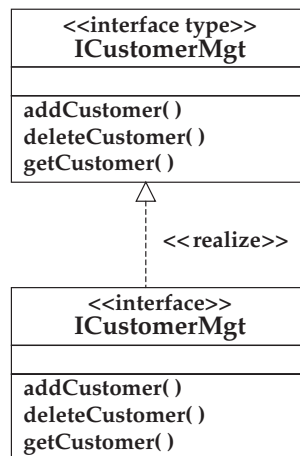 <<interface type>>
ICustomerMgt
addCustomer( )
deleteCustomer( )
getCustomer( )
<<realize>>
<<interface>>
ICustomerMgt
addCustomer( )
deleteCustomer( )
getCustomer( )